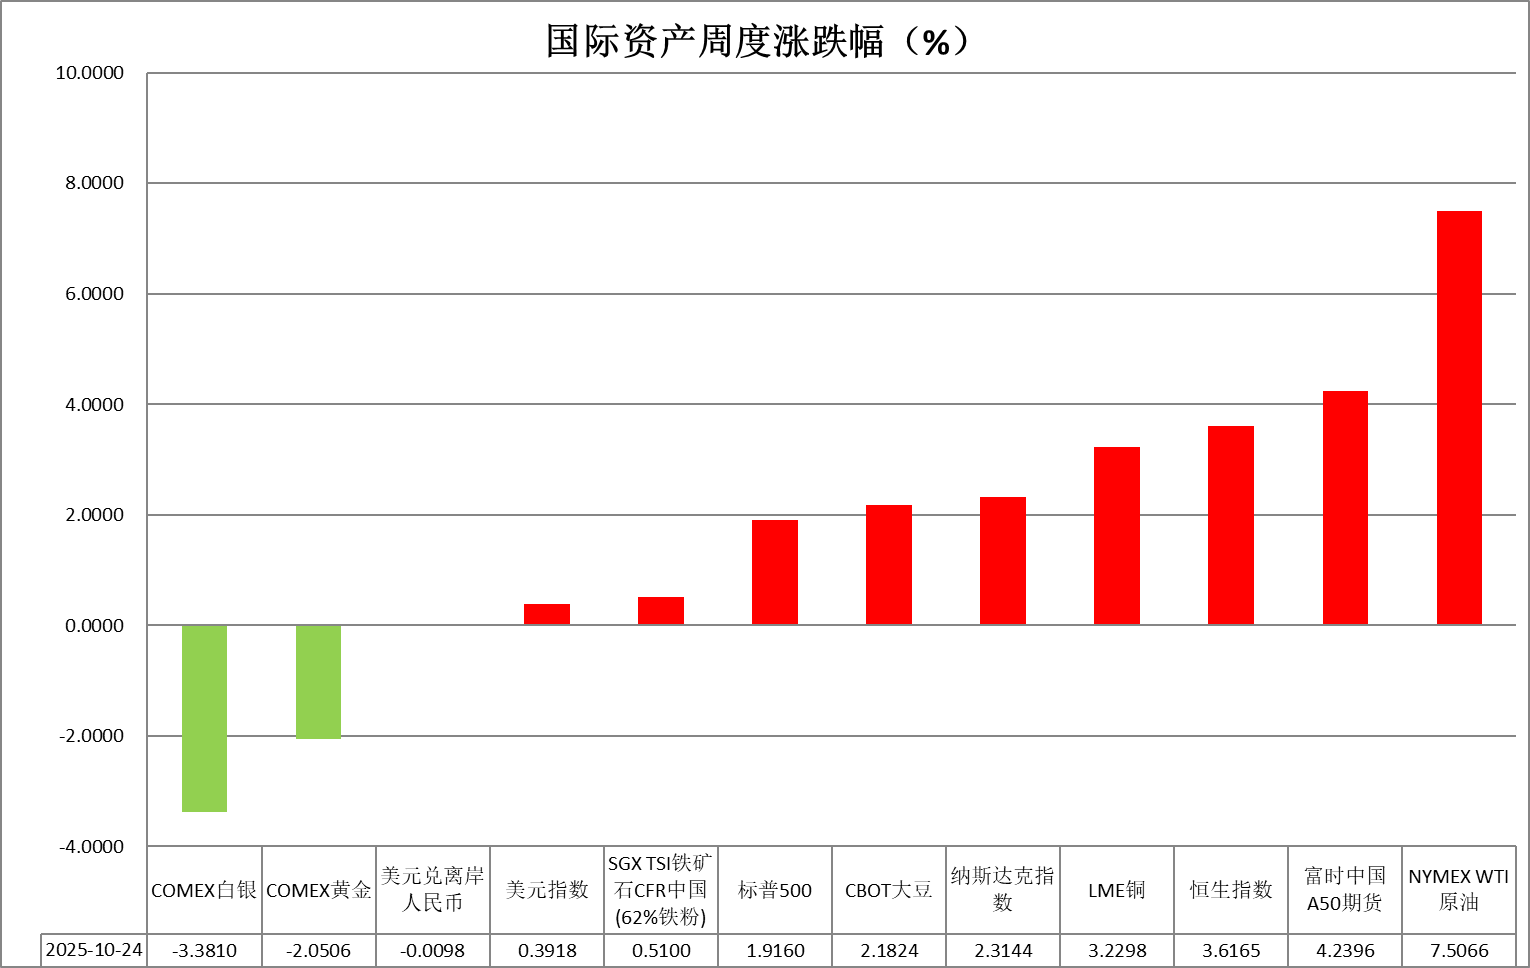 国际资产周度涨跌幅（%）
10.0000
8.0000
6.0000
4.0000
2.0000
0.0000
-2.0000
-4.0000
COMEX白银
COMEX黄金
美元兑离岸
人民币
美元指数
SGX TSI铁矿
石CFR中国
(62%铁粉)
标普500
CBOT大豆
纳斯达克指
数
LME铜
恒生指数
富时中国
A50期货
NYMEX WTI
原油
2025-10-24 -3.3810 -2.0506 -0.0098 0.3918 0.5100 1.9160 2.1824 2.3144 3.2298 3.6165 4.2396 7.5066